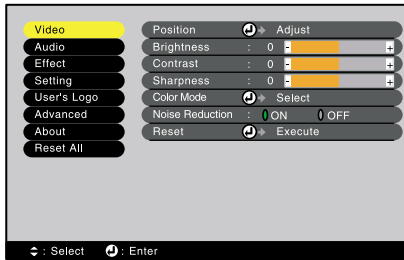 Video
Audio
Effect
Setting
User's Logo
Advanced
About
Reset All
Position Adjust
Brightness : 0 - +
Contrast : 0 - +
Sharpness : 0 - +
Color Mode Select
Noise Reduction : ON OFF
Reset Execute
: Select : Enter